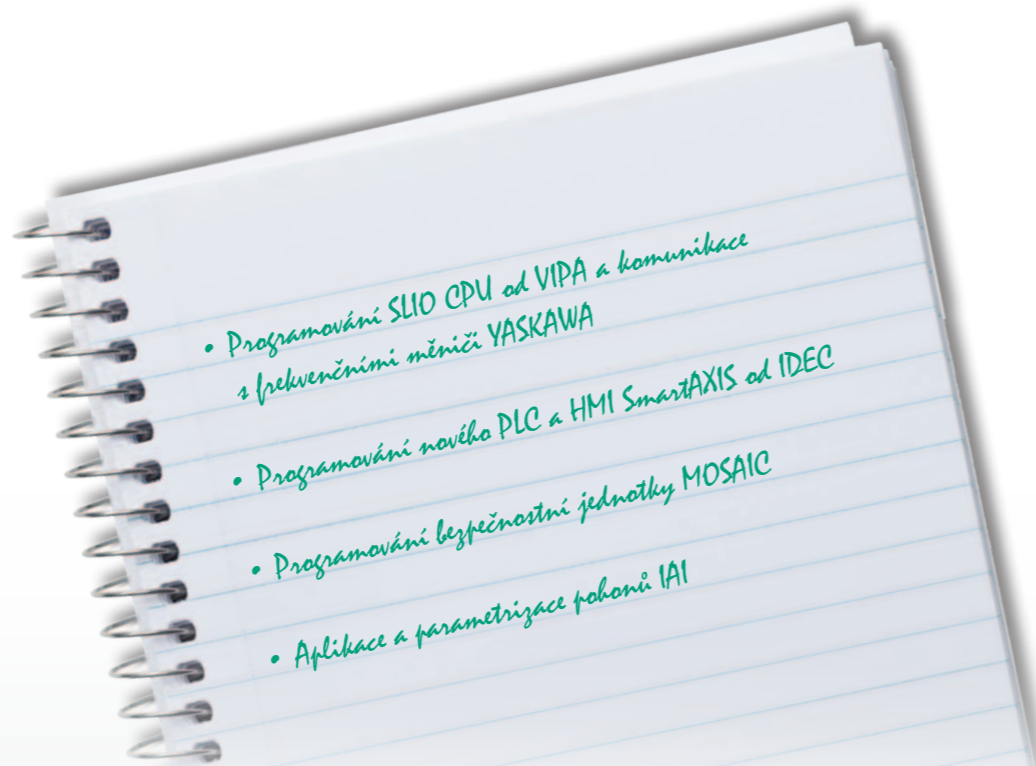 • Programování SLIO CPU od VIPA a komunikace
s frekvenčními měniči YASKAWA
• Programování nového PLC a HMI SmartAXIS od IDEC
• Programování bezpečnostní jednotky MOSAIC
• Aplikace a parametrizace pohonů IAI